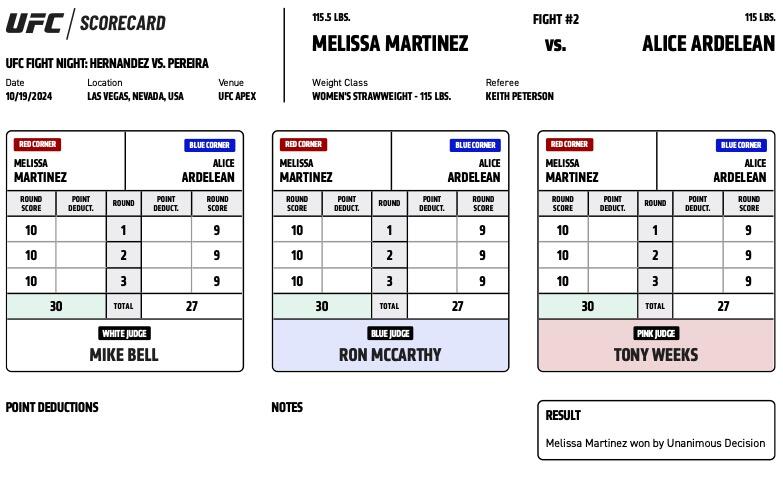 UFC / SCORECARD
UFC FIGHT NIGHT: HERNANDEZ VS. PEREIRA
Date Location Venue
10/19/2024 LAS VEGAS, NEVADA, USA UFC APEX
115.5 LBS. FIGHT #2 115 LBS.
MELISSA MARTINEZ VS. ALICE ARDELEAN
Weight Class Referee
WOMEN'S STRAWWEIGHT - 115 LBS. KEITH PETERSON
RED CORNER BLUE CORNER
MELISSA ALICE
MARTINEZ ARDELEAN
ROUND SCORE POINT DEDUCT. ROUND POINT DEDUCT. ROUND SCORE
10 1 9
10 2 9
10 3 9
30 TOTAL 27
WHITE JUDGE
MIKE BELL
RED CORNER BLUE CORNER
MELISSA ALICE
MARTINEZ ARDELEAN
ROUND SCORE POINT DEDUCT. ROUND POINT DEDUCT. ROUND SCORE
10 1 9
10 2 9
10 3 9
30 TOTAL 27
BLUE JUDGE
RON MCCARTHY
RED CORNER BLUE CORNER
MELISSA ALICE
MARTINEZ ARDELEAN
ROUND SCORE POINT DEDUCT. ROUND POINT DEDUCT. ROUND SCORE
10 1 9
10 2 9
10 3 9
30 TOTAL 27
PINK JUDGE
TONY WEEKS
POINT DEDUCTIONS
NOTES
RESULT
Melissa Martinez won by Unanimous Decision